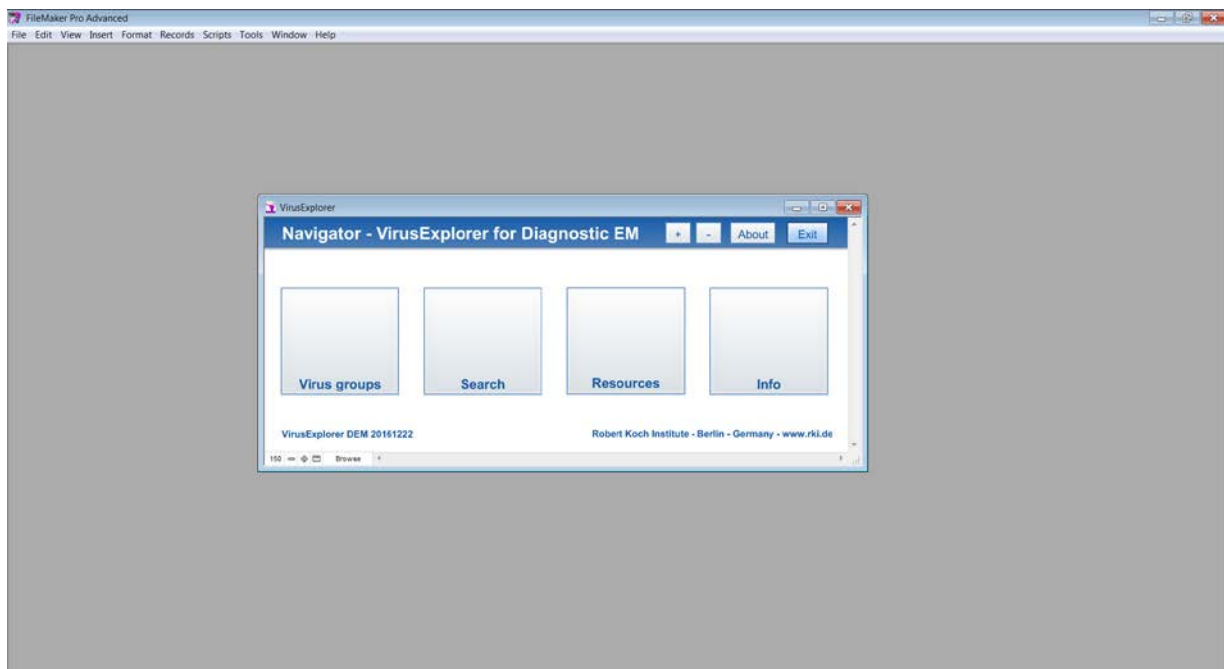 FileMaker Pro Advanced
File Edit View Insert Format Records Scripts Tools Window Help
VirusExplorer
Navigator - VirusExplorer for Diagnostic EM + - About Exit
Virus groups Search Resources Info
VirusExplorer DEM 20161222 Robert Koch Institute - Berlin - Germany - www.rki.de
150 Browse